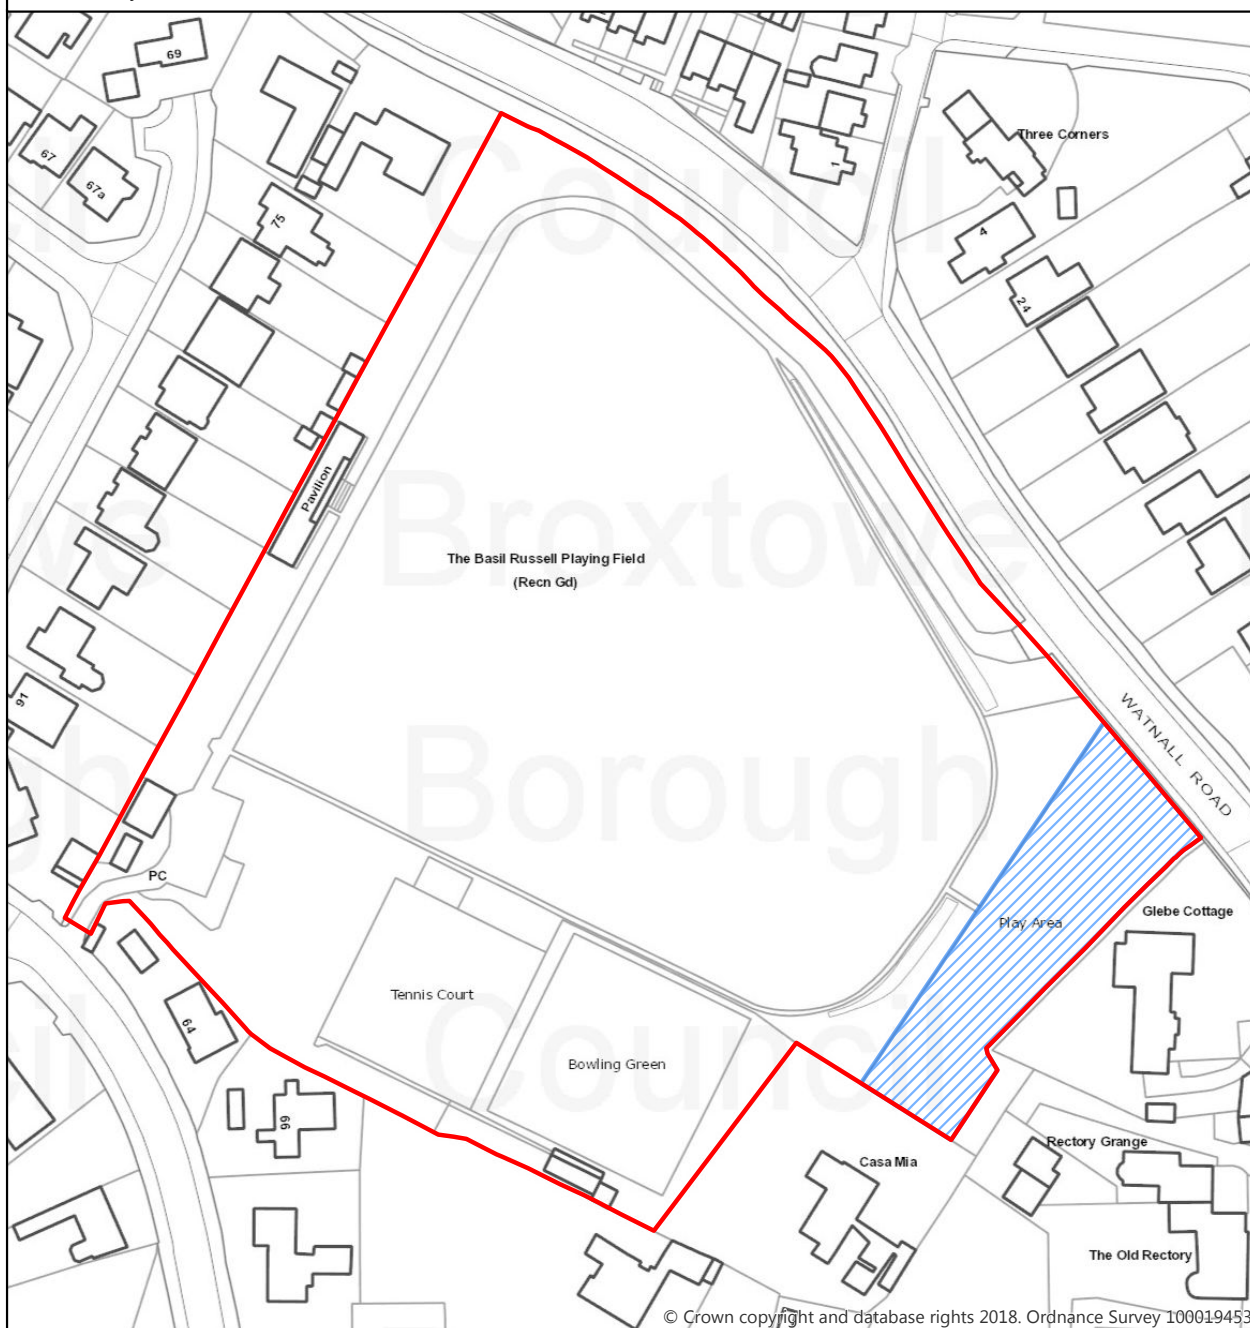 69
67
67a
75
1
Three Corners
4
24
Council
Pavilion
The Basil Russell Playing Field
(Recn Gd)
Broxtowe
91
WATNALL ROAD
Borough
PC
Play Area
Glebe Cottage
Tennis Court
64
Council
Bowling Green
99
Casa Mia
Rectory Grange
The Old Rectory
© Crown copyright and database rights 2018. Ordnance Survey 100019453